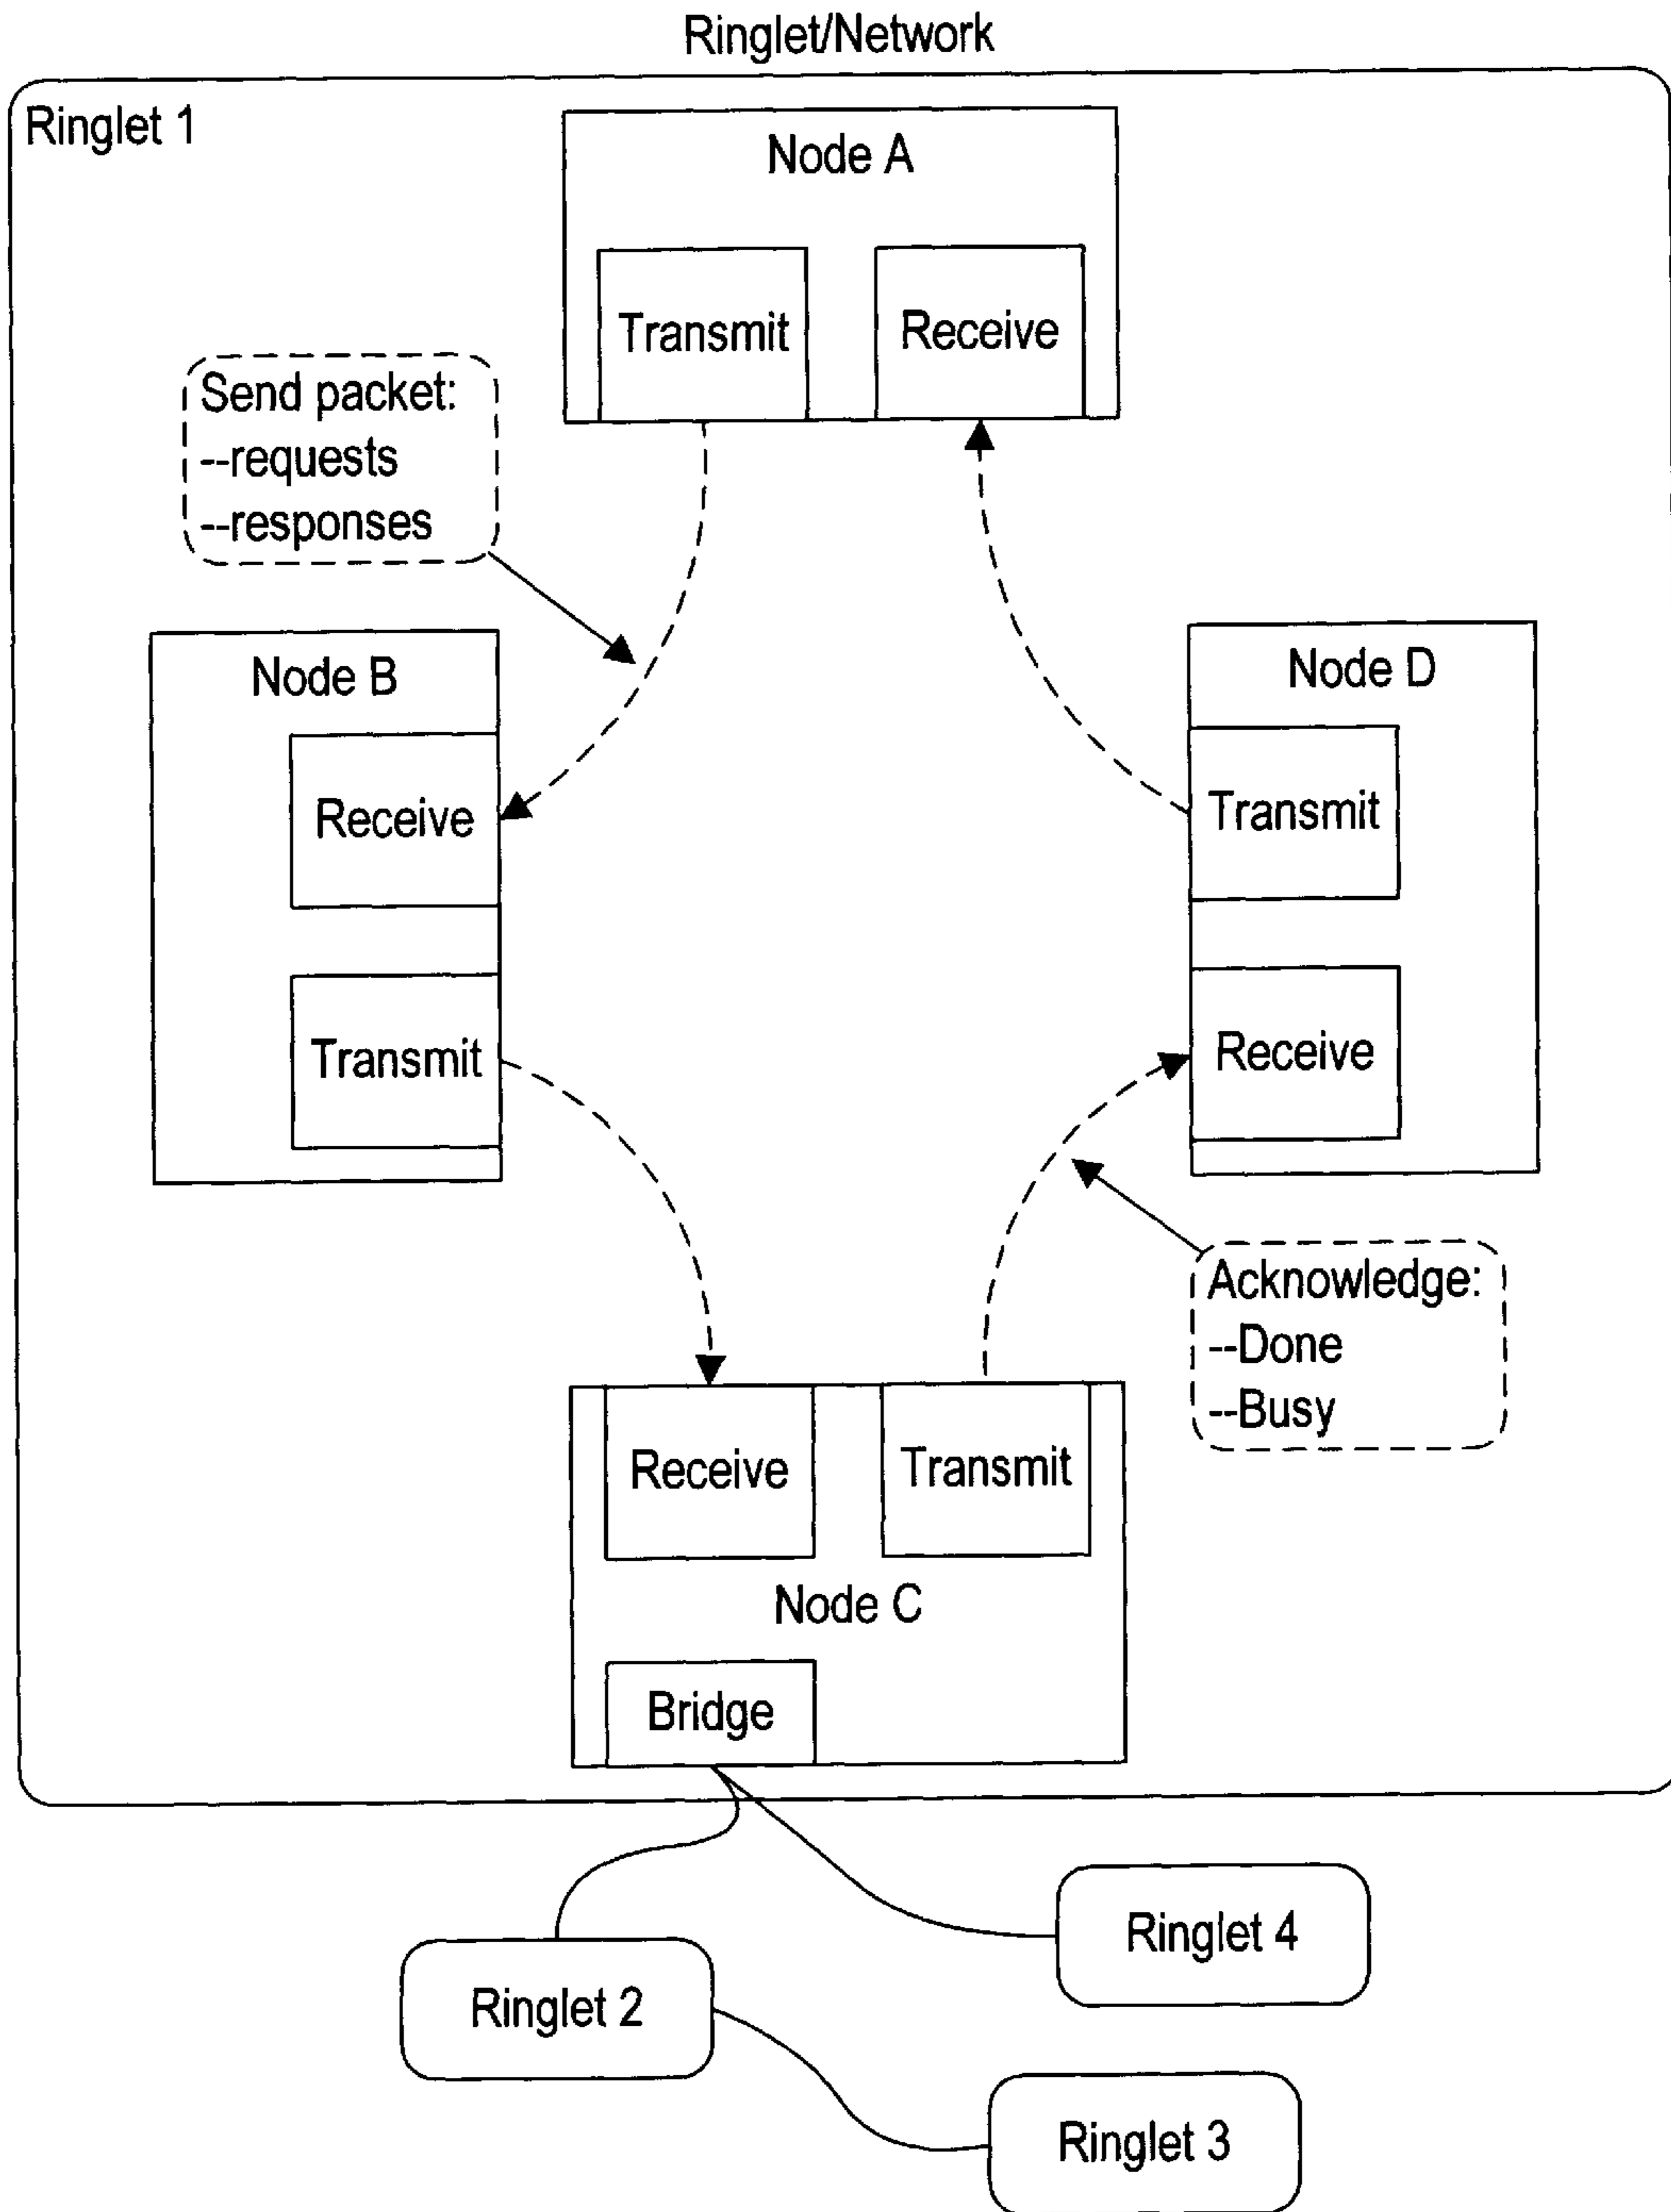 Ringlet/Network
Ringlet 1
Node A
Transmit
Receive
Send packet:
--requests
--responses
Node B
Receive
Transmit
Node D
Transmit
Receive
Acknowledge:
--Done
--Busy
Receive
Transmit
Node C
Bridge
Ringlet 4
Ringlet 2
Ringlet 3